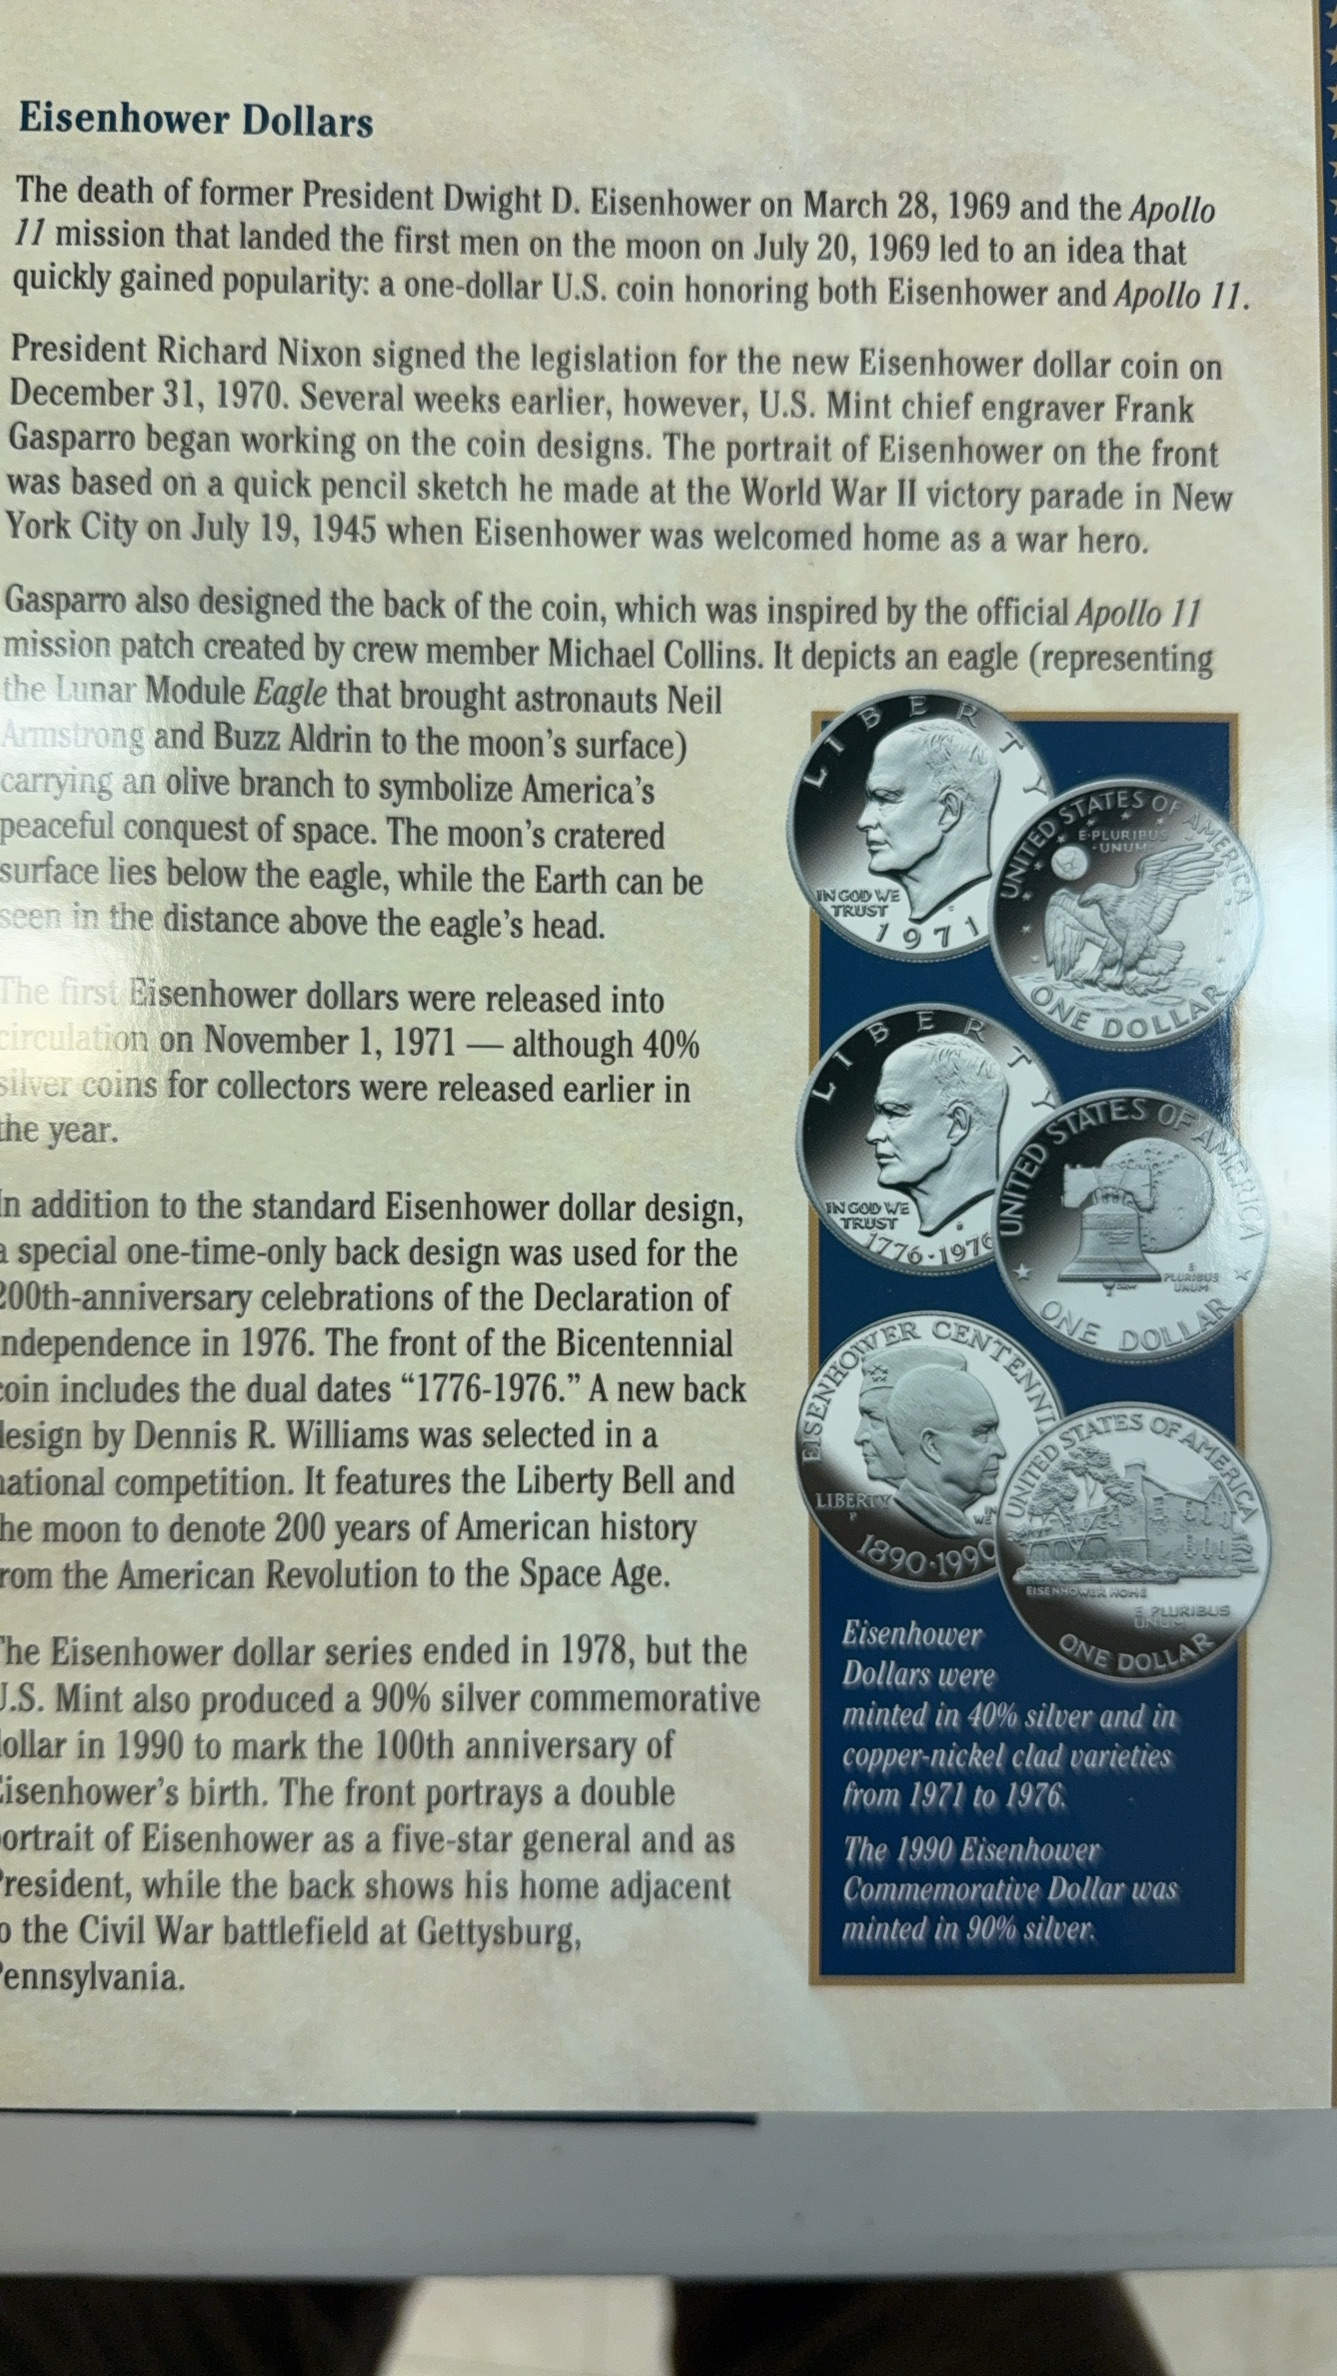 Eisenhower Dollars
The death of former President Dwight D. Eisenhower on March 28, 1969 and the Apollo
11 mission that landed the first men on the moon on July 20, 1969 led to an idea that
quickly gained popularity: a one-dollar U.S. coin honoring both Eisenhower and Apollo 11.
President Richard Nixon signed the legislation for the new Eisenhower dollar coin on
December 31, 1970. Several weeks earlier, however, U.S. Mint chief engraver Frank
Gasparro began working on the coin designs. The portrait of Eisenhower on the front
was based on a quick pencil sketch he made at the World War II victory parade in New
York City on July 19, 1945 when Eisenhower was welcomed home as a war hero.
Gasparro also designed the back of the coin, which was inspired by the official Apollo 11
mission patch created by crew member Michael Collins. It depicts an eagle (representing
the Lunar Module Eagle that brought astronauts Neil
Armstrong and Buzz Aldrin to the moon's surface)
carrying an olive branch to symbolize America's
peaceful conquest of space. The moon's cratered
surface lies below the eagle, while the Earth can be
seen in the distance above the eagle's head.
The first Eisenhower dollars were released into
circulation on November 1, 1971 — although 40%
silver coins for collectors were released earlier in
the year.
In addition to the standard Eisenhower dollar design,
a special one-time-only back design was used for the
200th-anniversary celebrations of the Declaration of
ndependence in 1976. The front of the Bicentennial
coin includes the dual dates "1776-1976." A new back
design by Dennis R. Williams was selected in a
national competition. It features the Liberty Bell and
he moon to denote 200 years of American history
rom the American Revolution to the Space Age.
The Eisenhower dollar series ended in 1978, but the
U.S. Mint also produced a 90% silver commemorative
dollar in 1990 to mark the 100th anniversary of
Eisenhower's birth. The front portrays a double
ortrait of Eisenhower as a five-star general and as
President, while the back shows his home adjacent
o the Civil War battlefield at Gettysburg,
Pennsylvania.
LIBERTY
IN GOD WE
TRUST
1971
UNITED STATES OF AMERICA
E·PLURIBUS
·UNUM
ONE DOLLAR
LIBERTY
IN GOD WE
TRUST
1776·1976
UNITED STATES OF AMERICA
E
PLURIBUS
UNUM
ONE DOLLAR
EISENHOWER CENTENNI
LIBERTY
P
1890·1990
UNITED STATES OF AMERICA
EISENHOWER HOME
E PLURIBUS
UNUM
ONE DOLLAR
Eisenhower
Dollars were
minted in 40% silver and in
copper-nickel clad varieties
from 1971 to 1976.
The 1990 Eisenhower
Commemorative Dollar was
minted in 90% silver.